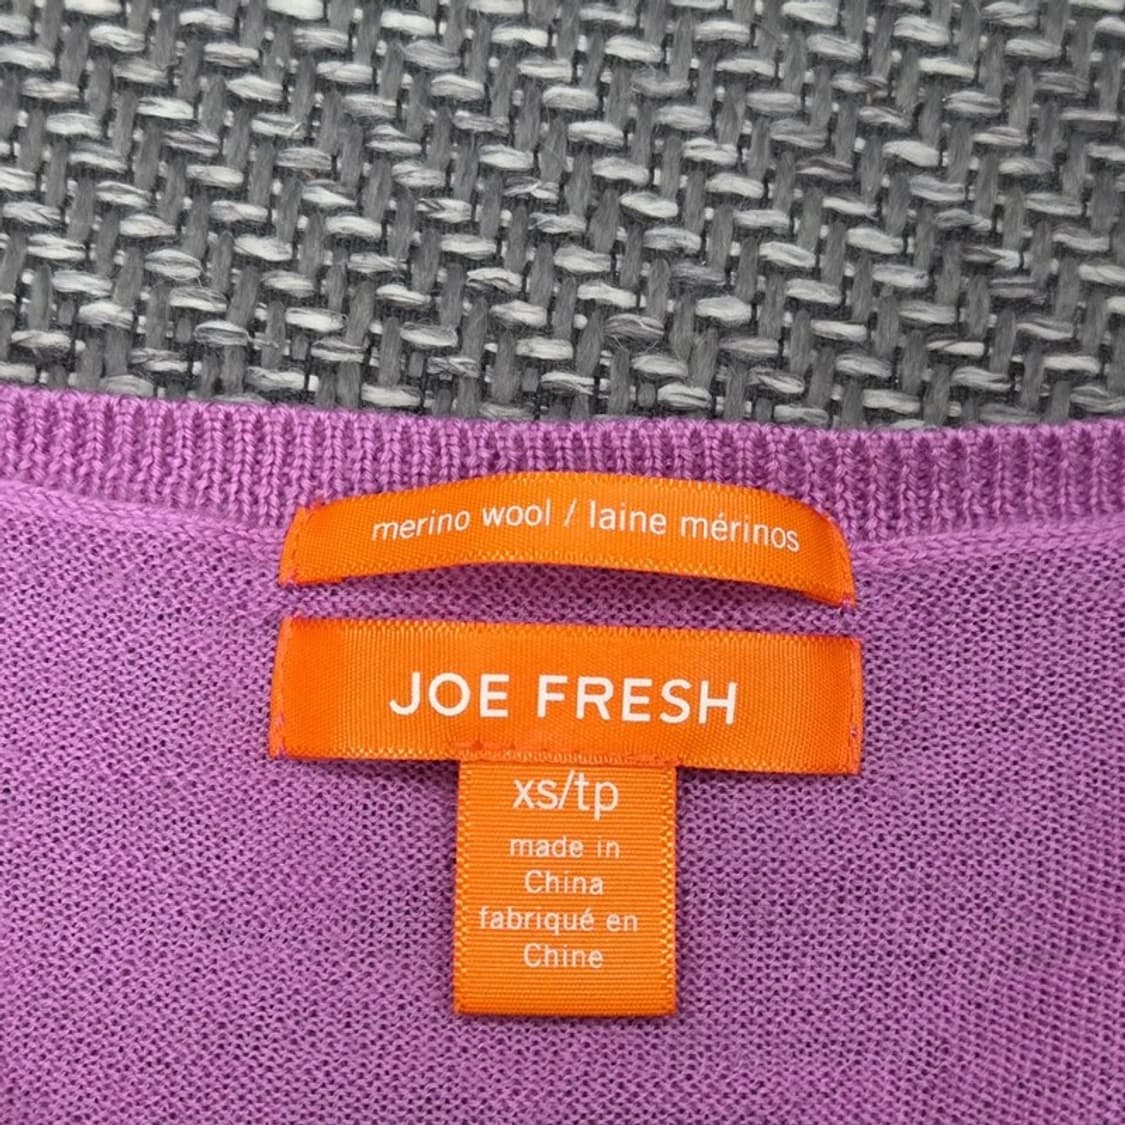 merino wool / laine mérinos
JOE FRESH
xs/tp
made in
China
fabriqué en
Chine